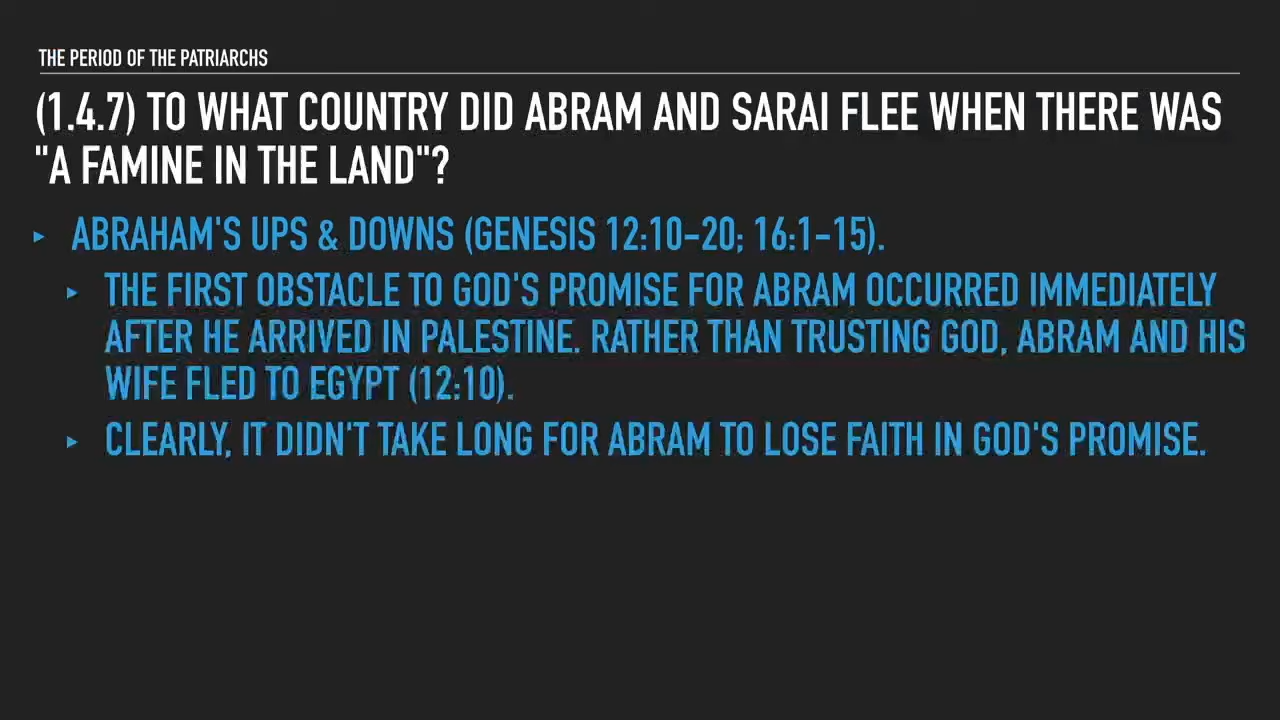 THE PERIOD OF THE PATRIARCHS
(1.4.7) TO WHAT COUNTRY DID ABRAM AND SARAI FLEE WHEN THERE WAS
"A FAMINE IN THE LAND"?
▸ ABRAHAM'S UPS & DOWNS (GENESIS 12:10-20; 16:1-15).
▸ THE FIRST OBSTACLE TO GOD'S PROMISE FOR ABRAM OCCURRED IMMEDIATELY
AFTER HE ARRIVED IN PALESTINE. RATHER THAN TRUSTING GOD, ABRAM AND HIS
WIFE FLED TO EGYPT (12:10).
▸ CLEARLY, IT DIDN'T TAKE LONG FOR ABRAM TO LOSE FAITH IN GOD'S PROMISE.